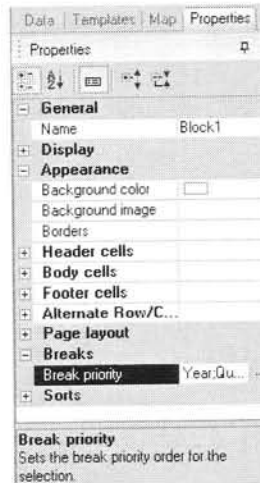 Data Templates Map Properties
Properties
General
Name Block1
Display
Appearance
Background color
Background image
Borders
Header cells
Body cells
Footer cells
Alternate Row/C...
Page layout
Breaks
Break priority Year;Qu...
Sorts
Break priority
Sets the break priority order for the
selection.